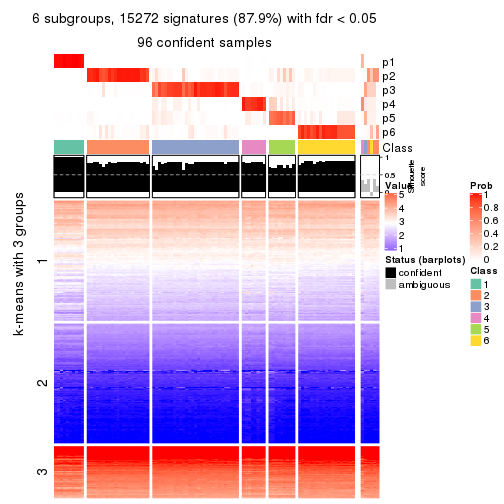 6 subgroups, 15272 signatures (87.9%) with fdr < 0.05
96 confident samples
p1
p2
p3
p4
p5
p6
Class
1
0.5
0
Silhouette
score
k-means with 3 groups
1
2
3
Value
5
4
3
2
1
Status (barplots)
confident
ambiguous
Prob
1
0.8
0.6
0.4
0.2
0
Class
1
2
3
4
5
6